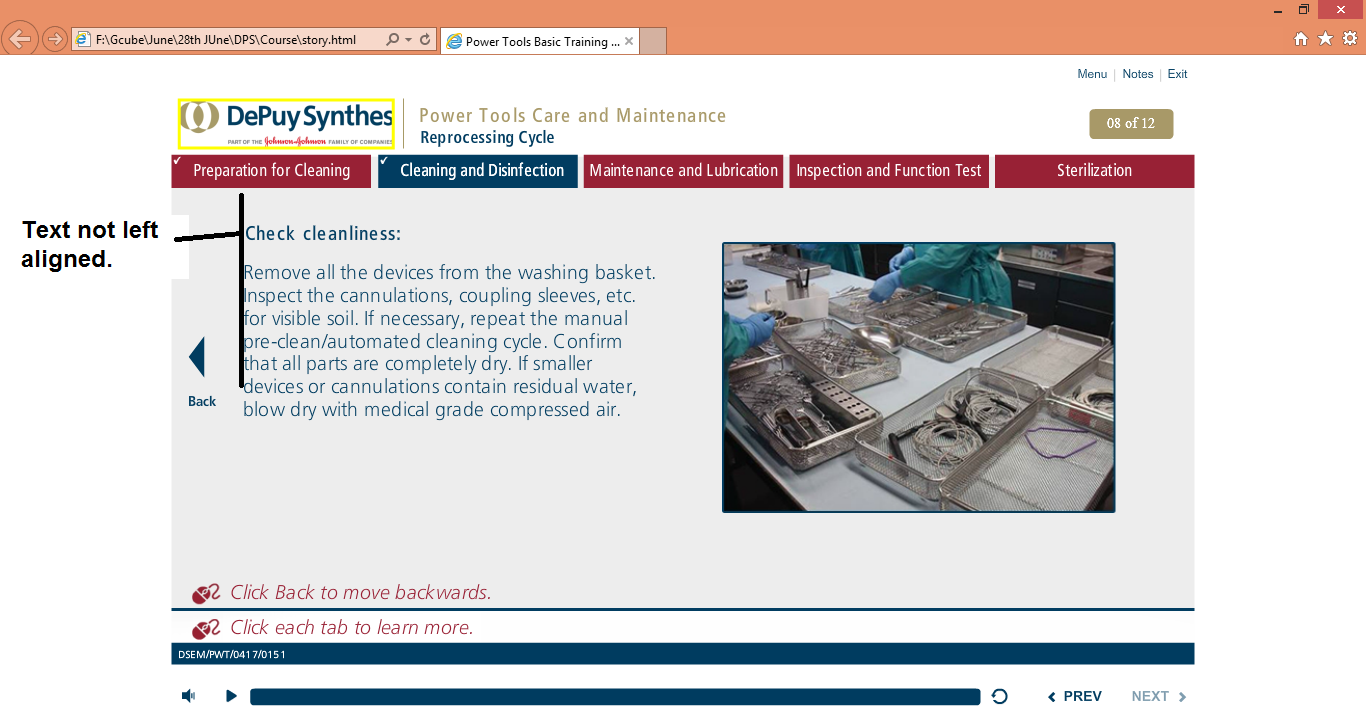 F:\Gcube\June\28th JUne\DPS\Course\story.html
Power Tools Basic Training ...
Menu | Notes | Exit
DePuy Synthes
PART OF THE Johnson & Johnson FAMILY OF COMPANIES
Power Tools Care and Maintenance
Reprocessing Cycle
08 of 12
Preparation for Cleaning
Cleaning and Disinfection
Maintenance and Lubrication
Inspection and Function Test
Sterilization
Text not left
aligned.
Check cleanliness:
Remove all the devices from the washing basket.
Inspect the cannulations, coupling sleeves, etc.
for visible soil. If necessary, repeat the manual
pre-clean/automated cleaning cycle. Confirm
that all parts are completely dry. If smaller
devices or cannulations contain residual water,
blow dry with medical grade compressed air.
Back
Click Back to move backwards.
Click each tab to learn more.
DSEM/PWT/0417/0151
PREV
NEXT